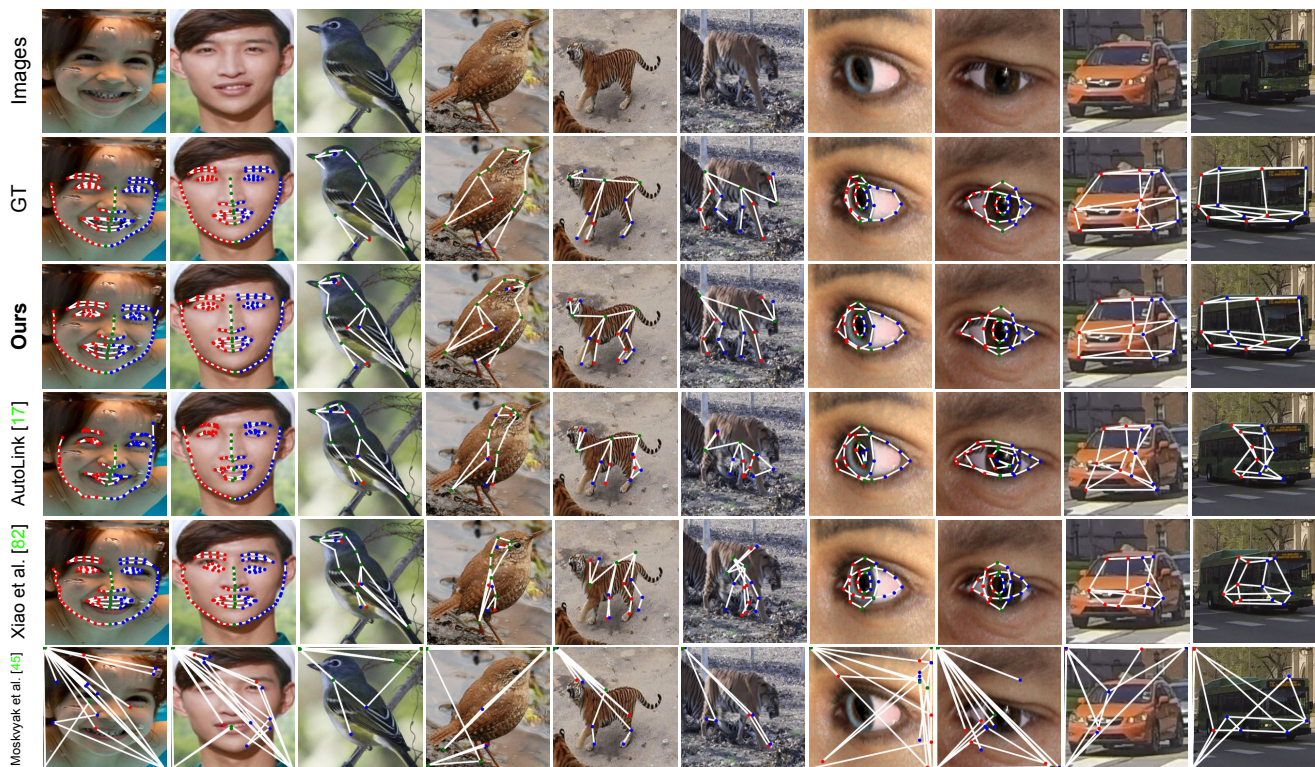 Images
GT
Ours
AutoLink [17]
Xiao et al. [82]
Moskvyak et al. [45]